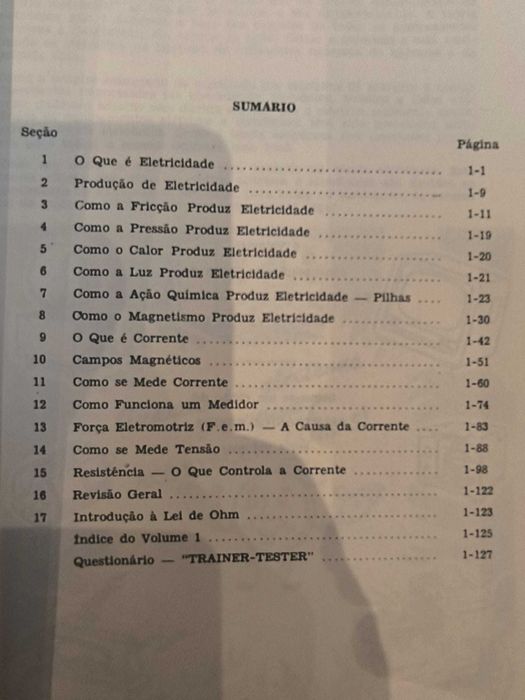 SUMÁRIO
Seção Página
1 O Que é Eletricidade 1-1
2 Produção de Eletricidade 1-9
3 Como a Fricção Produz Eletricidade 1-11
4 Como a Pressão Produz Eletricidade 1-19
5 Como o Calor Produz Eletricidade 1-20
6 Como a Luz Produz Eletricidade 1-21
7 Como a Ação Química Produz Eletricidade — Pilhas 1-23
8 Como o Magnetismo Produz Eletricidade 1-30
9 O Que é Corrente 1-42
10 Campos Magnéticos 1-51
11 Como se Mede Corrente 1-60
12 Como Funciona um Medidor 1-74
13 Força Eletromotriz (F.e.m.) — A Causa da Corrente 1-83
14 Como se Mede Tensão 1-88
15 Resistência — O Que Controla a Corrente 1-98
16 Revisão Geral 1-122
17 Introdução à Lei de Ohm 1-123
Índice do Volume 1 1-125
Questionário — "TRAINER-TESTER" 1-127